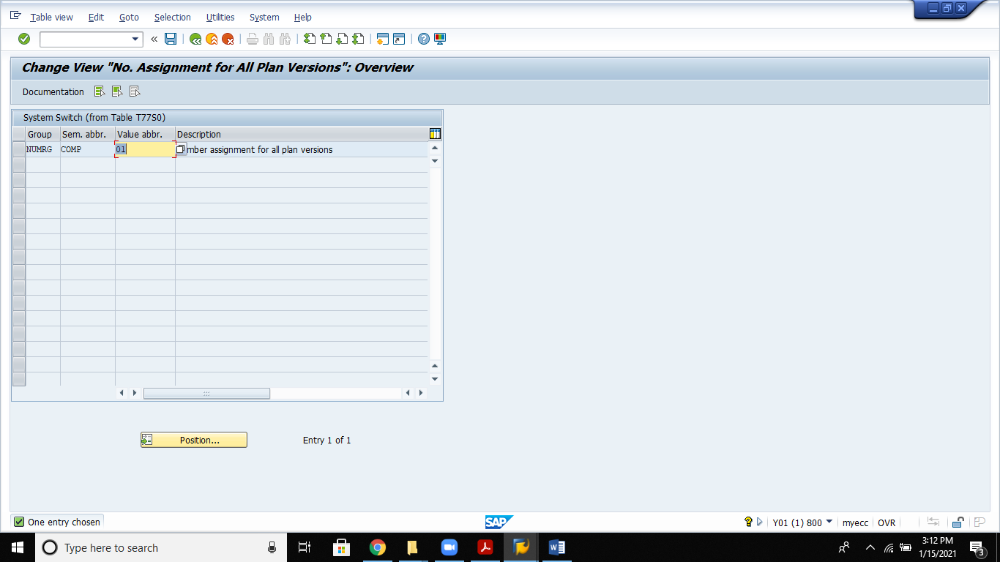 Table view Edit Goto Selection Utilities System Help
Change View "No. Assignment for All Plan Versions": Overview
Documentation
System Switch (from Table T77S0)
Group Sem. abbr. Value abbr. Description
NUMRG COMP 01 mber assignment for all plan versions
Position... Entry 1 of 1
One entry chosen SAP Y01 (1) 800 myecc OVR
Type here to search
3:12 PM
1/15/2021
3